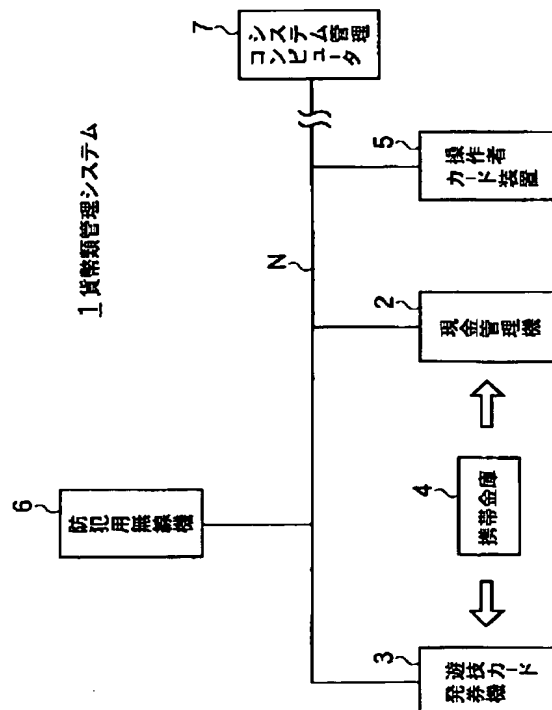 1 貨幣類管理システム
7
システム管理
コンピュータ
6
防犯用無線機
N
5
操作者
カード装置
2
現金管理機
4
携帯金庫
3
遊技カード
発券機